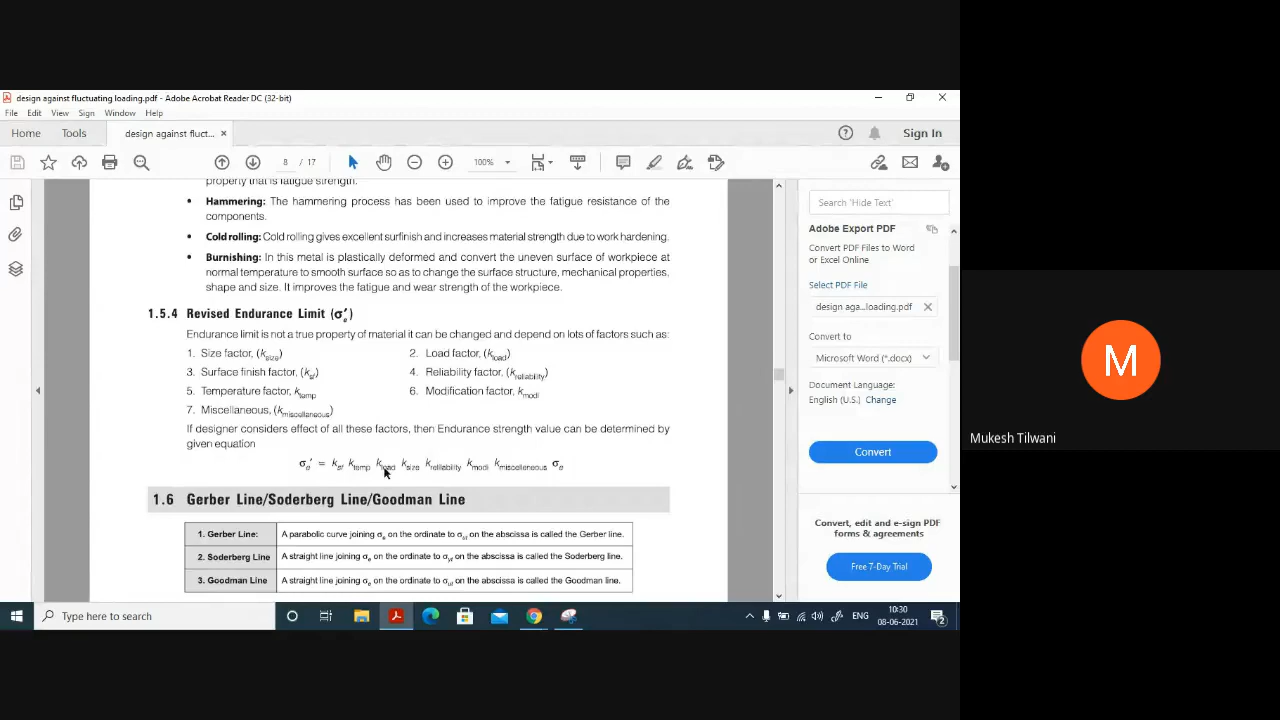 design against fluctuating loading.pdf - Adobe Acrobat Reader DC (32-bit)
File Edit View Sign Window Help
Home Tools design against fluct... × Sign In
8 / 17 100%
property that is fatigue strength.
• Hammering: The hammering process has been used to improve the fatigue resistance of the
components.
• Cold rolling: Cold rolling gives excellent surfinish and increases material strength due to work hardening.
• Burnishing: In this metal is plastically deformed and convert the uneven surface of workpiece at
normal temperature to smooth surface so as to change the surface structure, mechanical properties,
shape and size. It improves the fatigue and wear strength of the workpiece.
1.5.4 Revised Endurance Limit (σe′)
Endurance limit is not a true property of material it can be changed and depend on lots of factors such as:
1. Size factor, (ksize) 2. Load factor, (kload)
3. Surface finish factor, (ksf) 4. Reliability factor, (kreliability)
5. Temperature factor, ktemp 6. Modification factor, kmodi
7. Miscellaneous, (kmiscellaneous)
If designer considers effect of all these factors, then Endurance strength value can be determined by
given equation
σe′ = ksf ktemp kload ksize kreliability kmodi kmiscellaneous σe
1.6 Gerber Line/Soderberg Line/Goodman Line
1. Gerber Line: A parabolic curve joining σe on the ordinate to σut on the abscissa is called the Gerber line.
2. Soderberg Line A straight line joining σe on the ordinate to σyt on the abscissa is called the Soderberg line.
3. Goodman Line A straight line joining σe on the ordinate to σut on the abscissa is called the Goodman line.
Search 'Hide Text'
Adobe Export PDF
Convert PDF Files to Word
or Excel Online
Select PDF File
design aga...loading.pdf ×
Convert to
Microsoft Word (*.docx)
Document Language:
English (U.S.) Change
Convert
Convert, edit and e-sign PDF
forms & agreements
Free 7-Day Trial
Type here to search
ENG
10:30
08-06-2021
2
M
Mukesh Tilwani